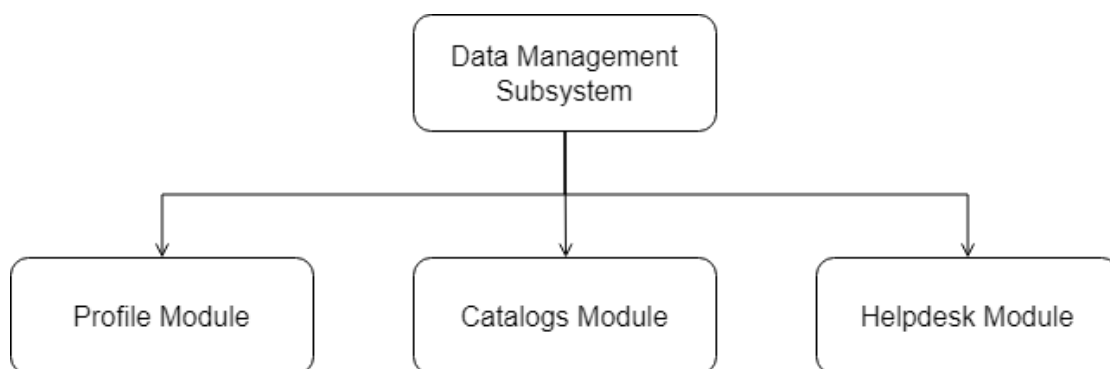 Data Management
Subsystem
Profile Module
Catalogs Module
Helpdesk Module